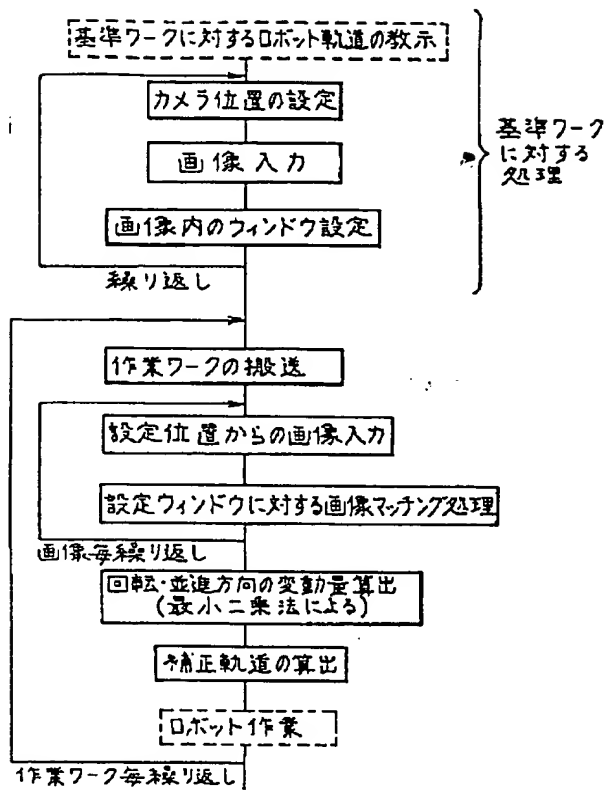 基準ワークに対するロボット軌道の教示
カメラ位置の設定
画像入力
画像内のウィンドウ設定
繰り返し
基準ワーク
に対する
処理
作業ワークの搬送
設定位置からの画像入力
設定ウィンドウに対する画像マッチング処理
画像毎繰り返し
回転・並進方向の変動量算出
(最小二乗法による)
補正軌道の算出
ロボット作業
作業ワーク毎繰り返し